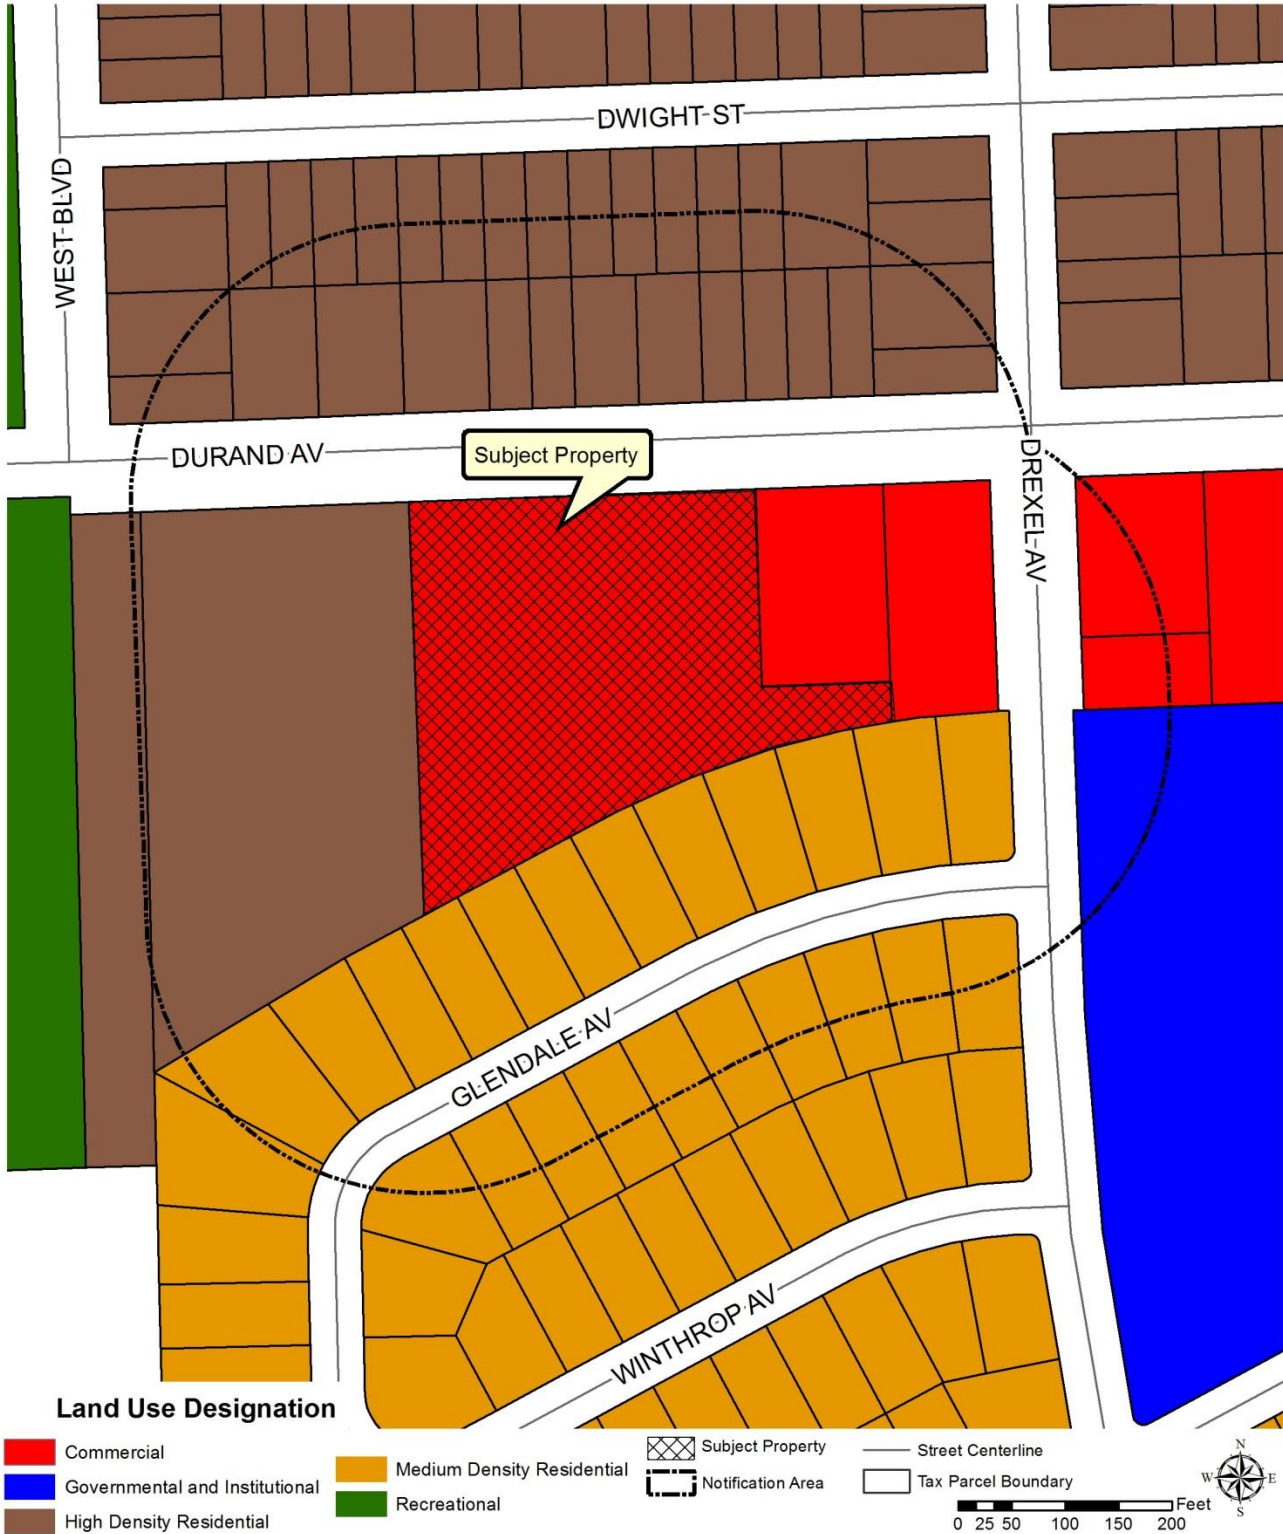 DWIGHT ST
WEST BLVD
DURAND AV
Subject Property
DREXEL AV
GLENDALE AV
WINTHROP AV
Land Use Designation
Commercial
Governmental and Institutional
High Density Residential
Medium Density Residential
Recreational
Subject Property
Notification Area
Street Centerline
Tax Parcel Boundary
N
W E
S
Feet
0 25 50 100 150 200